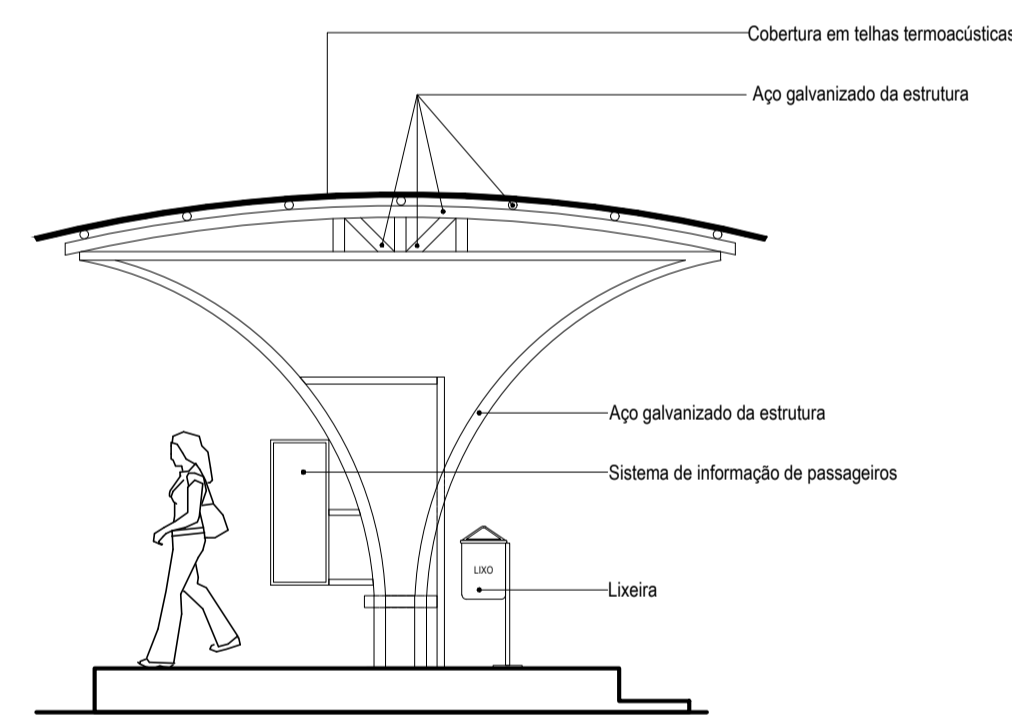 Cobertura em telhas termoacústicas
Aço galvanizado da estrutura
Aço galvanizado da estrutura
Sistema de informação de passageiros
LIXO
Lixeira